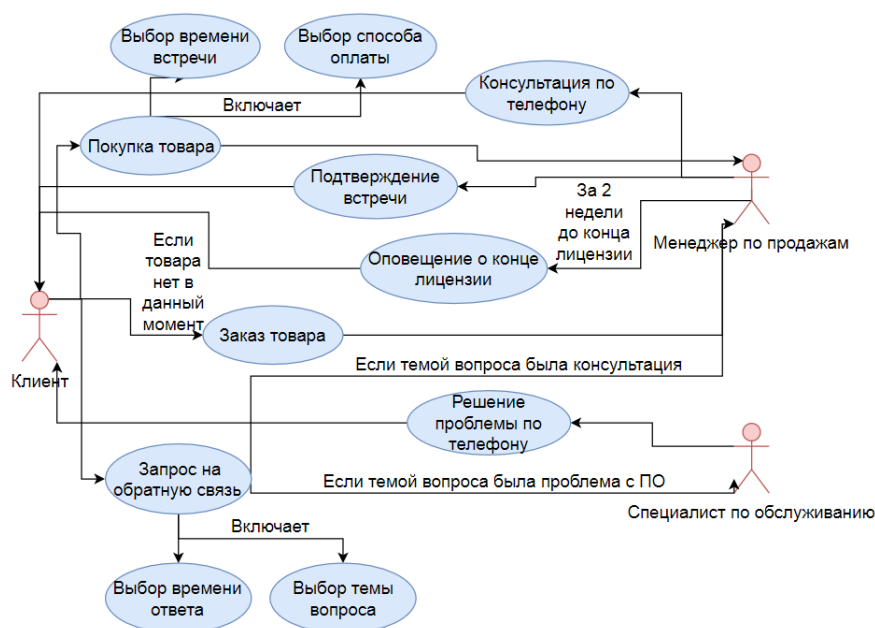 Выбор времени
встречи
Выбор способа
оплаты
Консультация по
телефону
Включает
Покупка товара
Подтверждение
встречи
За 2
недели
до конца
лицензии
Менеджер по продажам
Оповещение о конце
лицензии
Если
товара
нет в
данный
момент
Заказ товара
Клиент
Если темой вопроса была консультация
Решение
проблемы по
телефону
Запрос на
обратную связь
Если темой вопроса была проблема с ПО
Специалист по обслуживанию
Включает
Выбор времени
ответа
Выбор темы
вопроса